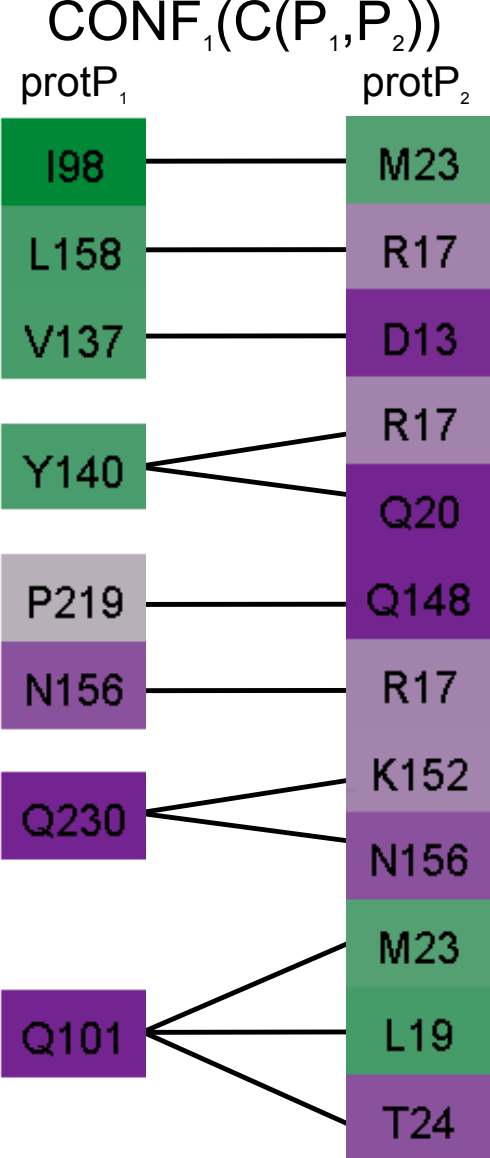 CONF₁(C(P₁,P₂))
protP₁ protP₂
I98 M23
L158 R17
V137 D13
R17
Y140
Q20
P219 Q148
N156 R17
K152
Q230
N156
M23
Q101 L19
T24